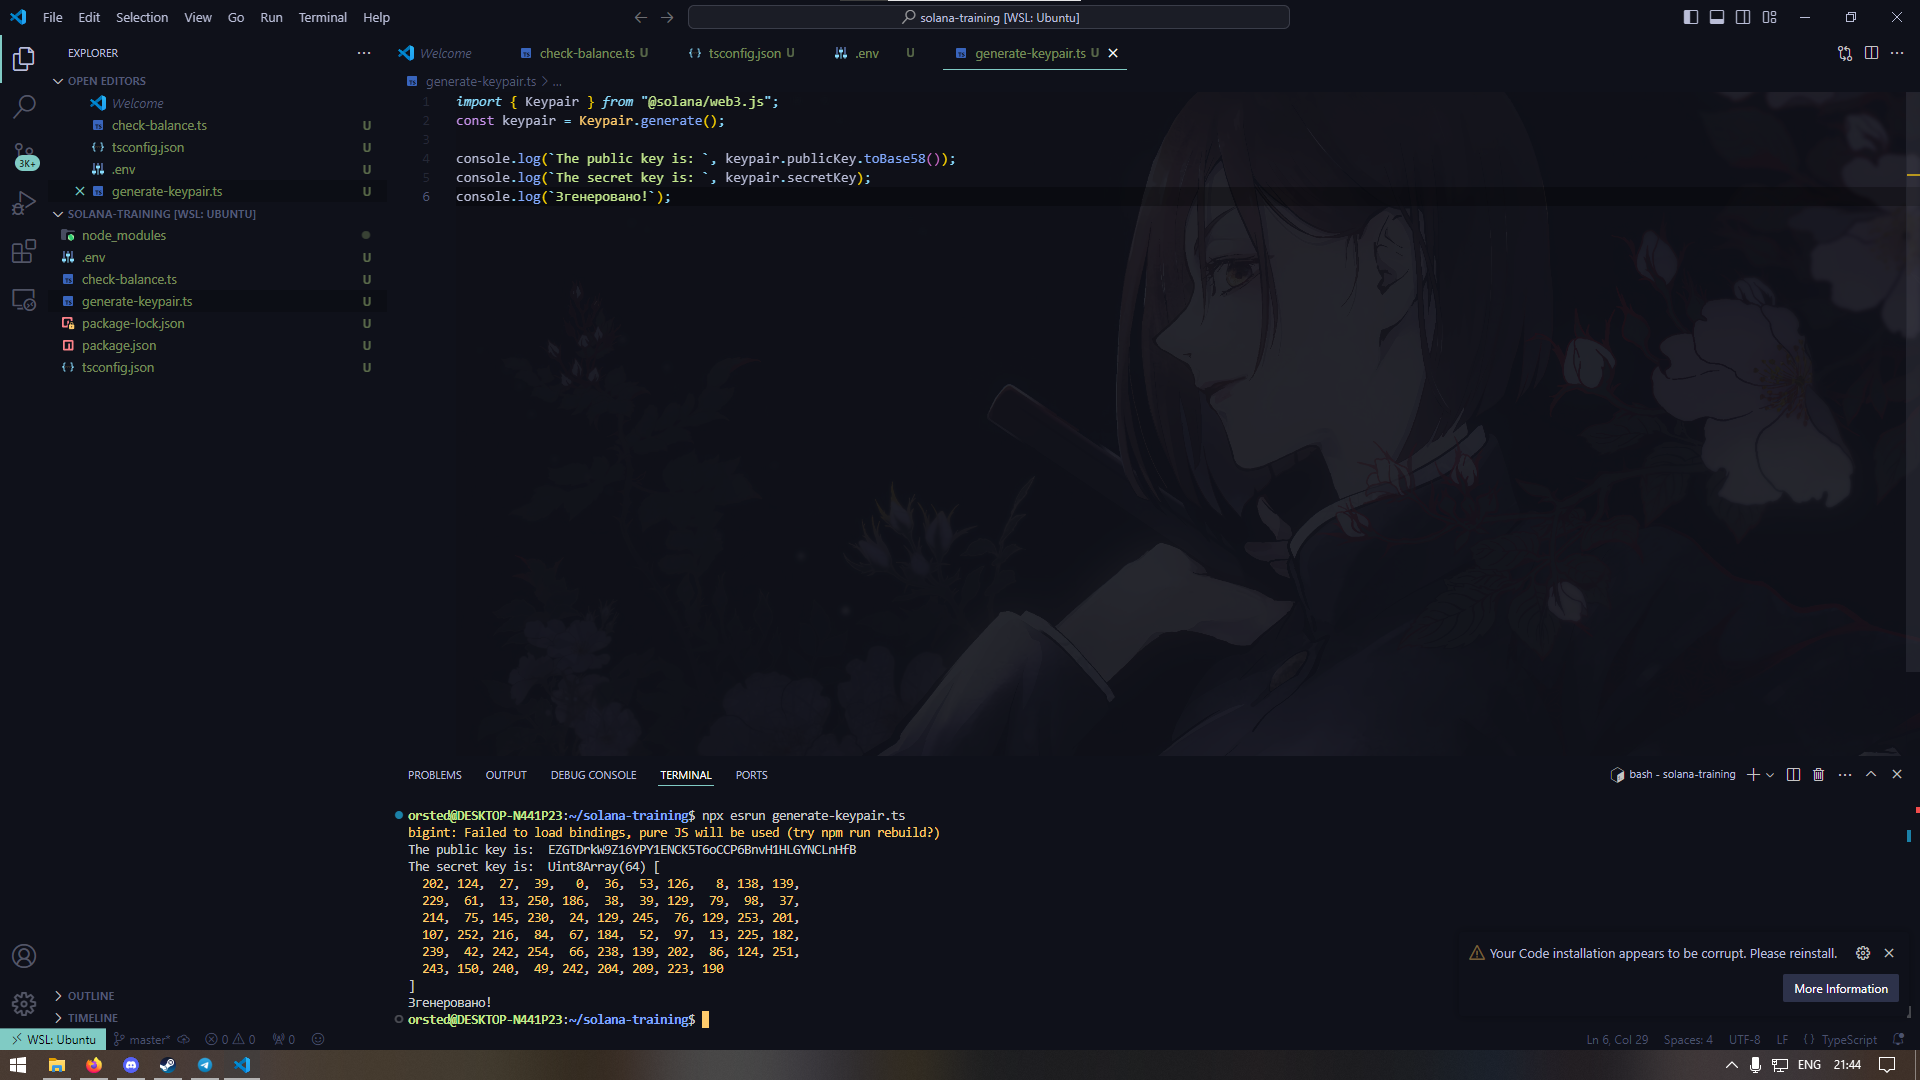 File Edit Selection View Go Run Terminal Help
solana-training [WSL: Ubuntu]
EXPLORER
OPEN EDITORS
Welcome
check-balance.ts U
tsconfig.json U
.env U
generate-keypair.ts U
3K+
SOLANA-TRAINING [WSL: UBUNTU]
node_modules
.env U
check-balance.ts U
generate-keypair.ts U
package-lock.json U
package.json U
tsconfig.json U
OUTLINE
TIMELINE
Welcome check-balance.ts U tsconfig.json U .env U generate-keypair.ts U
generate-keypair.ts > ...
1 import { Keypair } from "@solana/web3.js";
2 const keypair = Keypair.generate();
3
4 console.log(`The public key is: `, keypair.publicKey.toBase58());
5 console.log(`The secret key is: `, keypair.secretKey);
6 console.log(`Згенеровано!`);
PROBLEMS OUTPUT DEBUG CONSOLE TERMINAL PORTS
bash - solana-training
orsted@DESKTOP-N441P23:~/solana-training$ npx esrun generate-keypair.ts
bigint: Failed to load bindings, pure JS will be used (try npm run rebuild?)
The public key is:  EZGTDrkW9Z16YPY1ENCK5T6oCCP6BnvH1HLGYNCLnHfB
The secret key is:  Uint8Array(64) [
202, 124, 27, 39, 0, 36, 53, 126, 8, 138, 139,
229, 61, 13, 250, 186, 38, 39, 129, 79, 98, 37,
214, 75, 145, 230, 24, 129, 245, 76, 129, 253, 201,
107, 252, 216, 84, 67, 184, 52, 97, 13, 225, 182,
239, 42, 242, 254, 66, 238, 139, 202, 86, 124, 251,
243, 150, 240, 49, 242, 204, 209, 223, 190
]
Згенеровано!
orsted@DESKTOP-N441P23:~/solana-training$
Your Code installation appears to be corrupt. Please reinstall.
More Information
WSL: Ubuntu master* 0 0 0
Ln 6, Col 29 Spaces: 4 UTF-8 LF { } TypeScript
ENG 21:44